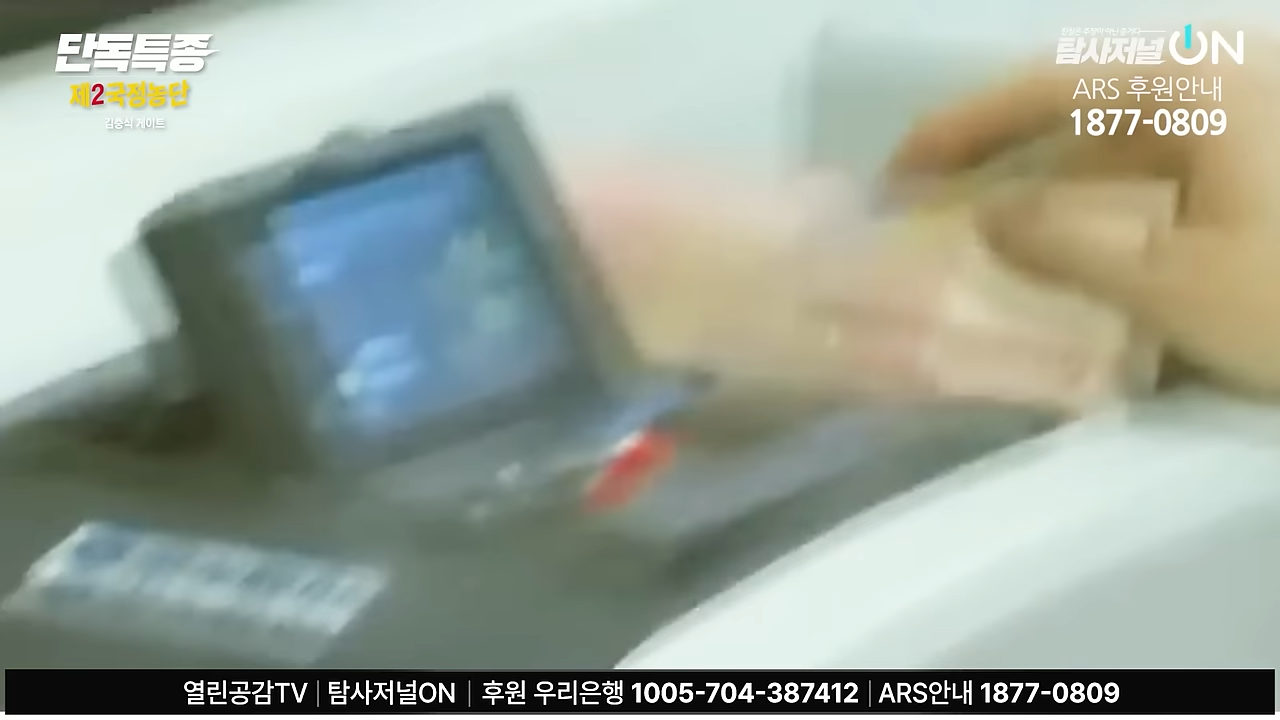 단독특종
제2국정농단
김충식 게이트
탐사저널ON
ARS 후원안내
1877-0809
열린공감TV | 탐사저널ON | 후원 우리은행 1005-704-387412 | ARS안내 1877-0809